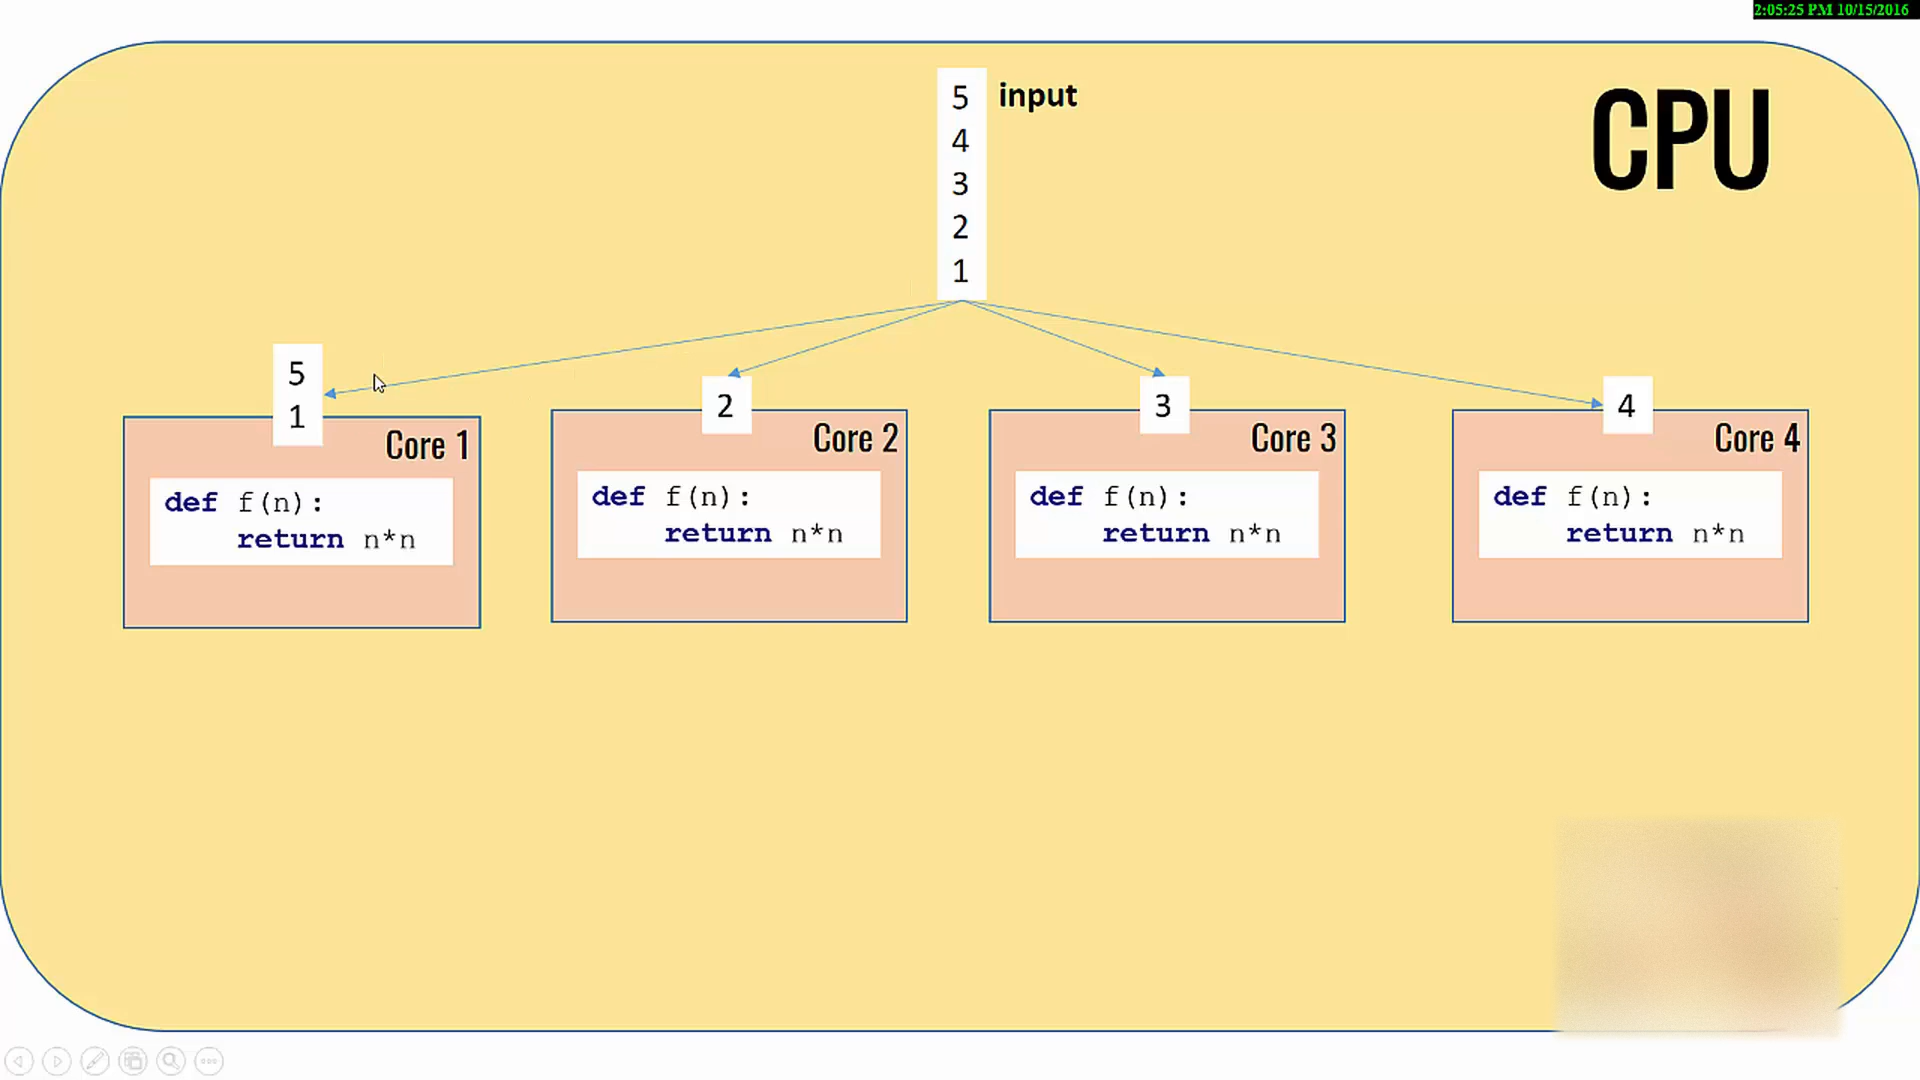 2:05:25 PM 10/15/2016
CPU
input
5
4
3
2
1
5
1
Core 1
def f(n):
    return n*n
2
Core 2
def f(n):
    return n*n
3
Core 3
def f(n):
    return n*n
4
Core 4
def f(n):
    return n*n